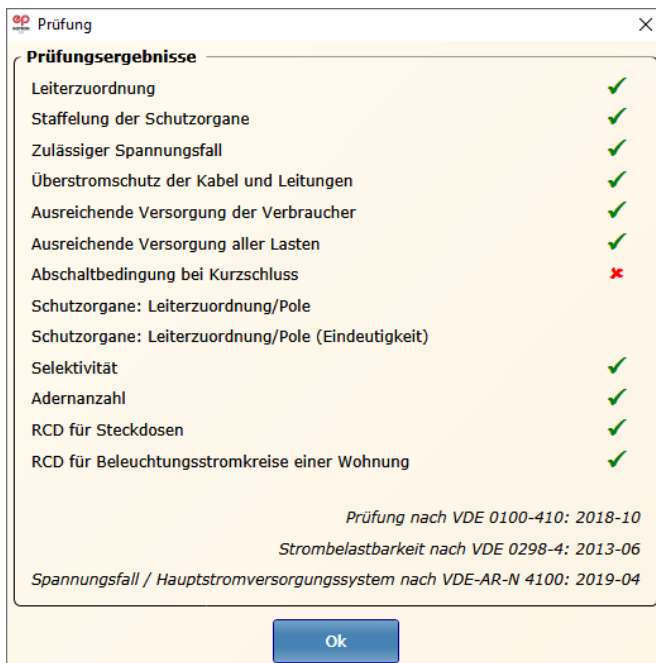 ep
Prüfung
Prüfungsergebnisse
Leiterzuordnung
Staffelung der Schutzorgane
Zulässiger Spannungsfall
Überstromschutz der Kabel und Leitungen
Ausreichende Versorgung der Verbraucher
Ausreichende Versorgung aller Lasten
Abschaltbedingung bei Kurzschluss
Schutzorgane: Leiterzuordnung/Pole
Schutzorgane: Leiterzuordnung/Pole (Eindeutigkeit)
Selektivität
Adernanzahl
RCD für Steckdosen
RCD für Beleuchtungsstromkreise einer Wohnung
Prüfung nach VDE 0100-410: 2018-10
Strombelastbarkeit nach VDE 0298-4: 2013-06
Spannungsfall / Hauptstromversorgungssystem nach VDE-AR-N 4100: 2019-04
Ok